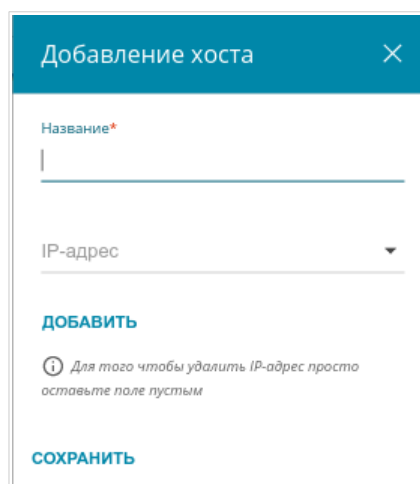 Добавление хоста
Название*
IP-адрес
ДОБАВИТЬ
Для того чтобы удалить IP-адрес просто
оставьте поле пустым
СОХРАНИТЬ